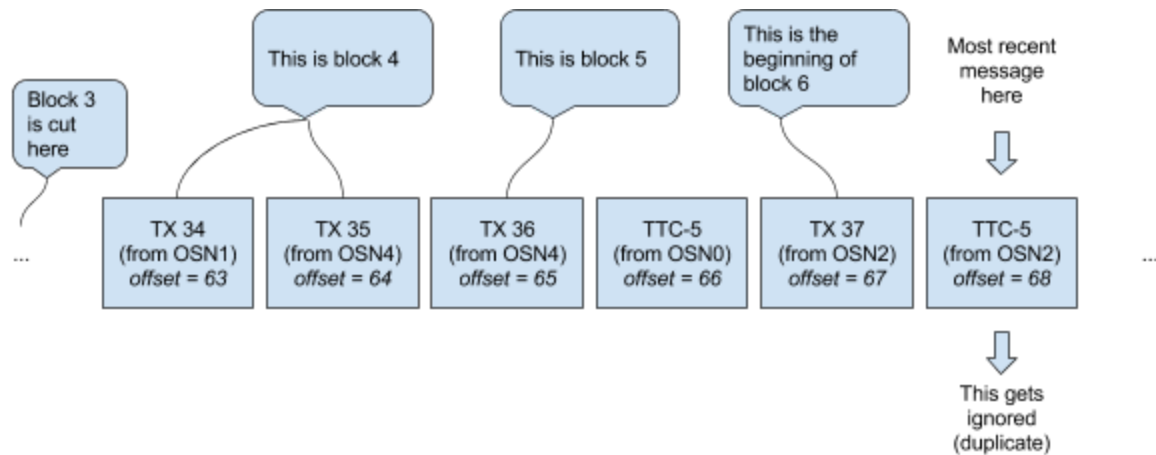 This is block 4
This is block 5
This is the
beginning of
block 6
Most recent
message
here
Block 3
is cut
here
...
TX 34
(from OSN1)
offset = 63
TX 35
(from OSN4)
offset = 64
TX 36
(from OSN4)
offset = 65
TTC-5
(from OSN0)
offset = 66
TX 37
(from OSN2)
offset = 67
TTC-5
(from OSN2)
offset = 68
...
This gets
ignored
(duplicate)